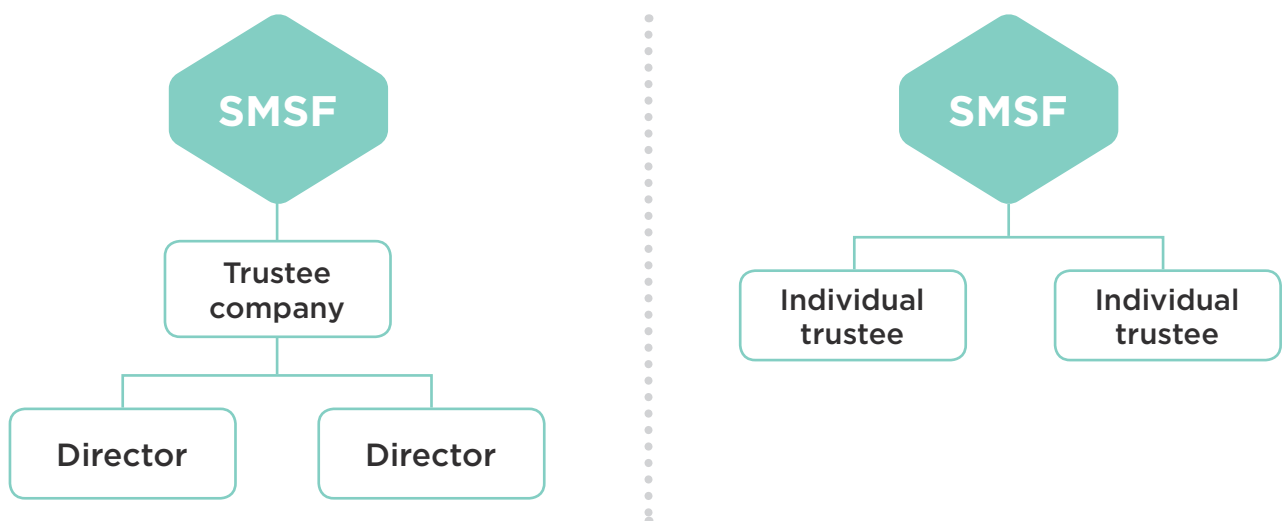 SMSF
Trustee
company
Director
Director
SMSF
Individual
trustee
Individual
trustee